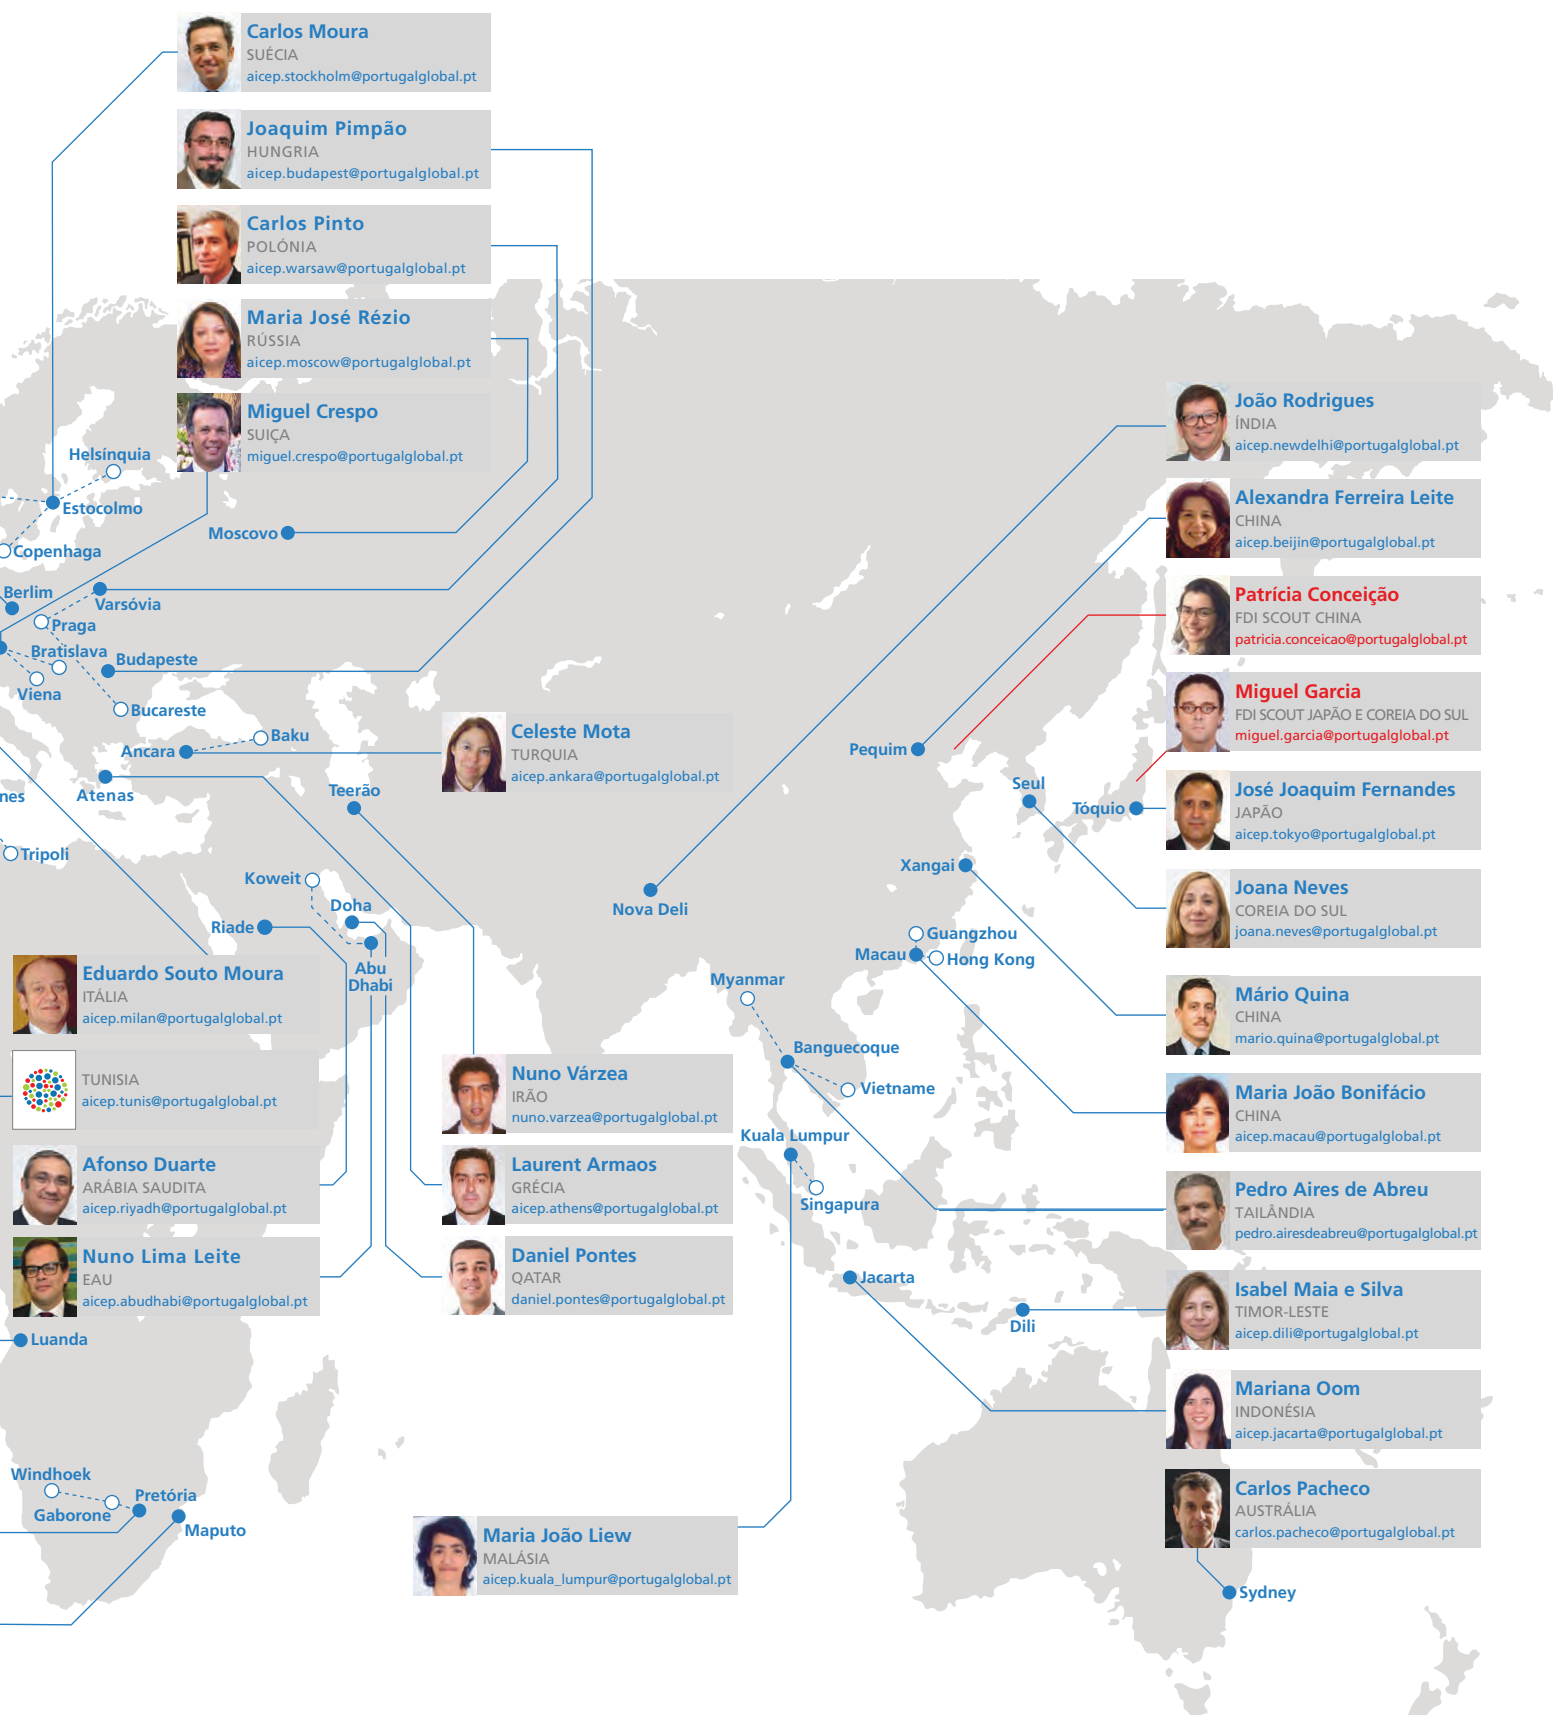 Carlos Moura
SUÉCIA
aicep.stockholm@portugalglobal.pt
Joaquim Pimpão
HUNGRIA
aicep.budapest@portugalglobal.pt
Carlos Pinto
POLÓNIA
aicep.warsaw@portugalglobal.pt
Maria José Rézio
RÚSSIA
aicep.moscow@portugalglobal.pt
Miguel Crespo
SUIÇA
miguel.crespo@portugalglobal.pt
João Rodrigues
ÍNDIA
aicep.newdelhi@portugalglobal.pt
Alexandra Ferreira Leite
CHINA
aicep.beijin@portugalglobal.pt
Patrícia Conceição
FDI SCOUT CHINA
patricia.conceicao@portugalglobal.pt
Miguel Garcia
FDI SCOUT JAPÃO E COREIA DO SUL
miguel.garcia@portugalglobal.pt
José Joaquim Fernandes
JAPÃO
aicep.tokyo@portugalglobal.pt
Joana Neves
COREIA DO SUL
joana.neves@portugalglobal.pt
Mário Quina
CHINA
mario.quina@portugalglobal.pt
Maria João Bonifácio
CHINA
aicep.macau@portugalglobal.pt
Pedro Aires de Abreu
TAILÂNDIA
pedro.airesdeabreu@portugalglobal.pt
Isabel Maia e Silva
TIMOR-LESTE
aicep.dili@portugalglobal.pt
Mariana Oom
INDONÉSIA
aicep.jacarta@portugalglobal.pt
Carlos Pacheco
AUSTRÁLIA
carlos.pacheco@portugalglobal.pt
Celeste Mota
TURQUIA
aicep.ankara@portugalglobal.pt
Eduardo Souto Moura
ITÁLIA
aicep.milan@portugalglobal.pt
TUNISIA
aicep.tunis@portugalglobal.pt
Afonso Duarte
ARÁBIA SAUDITA
aicep.riyadh@portugalglobal.pt
Nuno Lima Leite
EAU
aicep.abudhabi@portugalglobal.pt
Nuno Várzea
IRÃO
nuno.varzea@portugalglobal.pt
Laurent Armaos
GRÉCIA
aicep.athens@portugalglobal.pt
Daniel Pontes
QATAR
daniel.pontes@portugalglobal.pt
Maria João Liew
MALÁSIA
aicep.kuala_lumpur@portugalglobal.pt
Helsínquia
Estocolmo
Copenhaga
Moscovo
Berlim
Varsóvia
Praga
Bratislava
Budapeste
Viena
Bucareste
Baku
Ancara
Atenas
nes
Teerão
Tripoli
Koweit
Doha
Riade
Abu
Dhabi
Nova Deli
Pequim
Seul
Tóquio
Xangai
Guangzhou
Macau
Hong Kong
Myanmar
Banguecoque
Vietname
Kuala Lumpur
Singapura
Jacarta
Dili
Luanda
Windhoek
Gaborone
Pretória
Maputo
Sydney